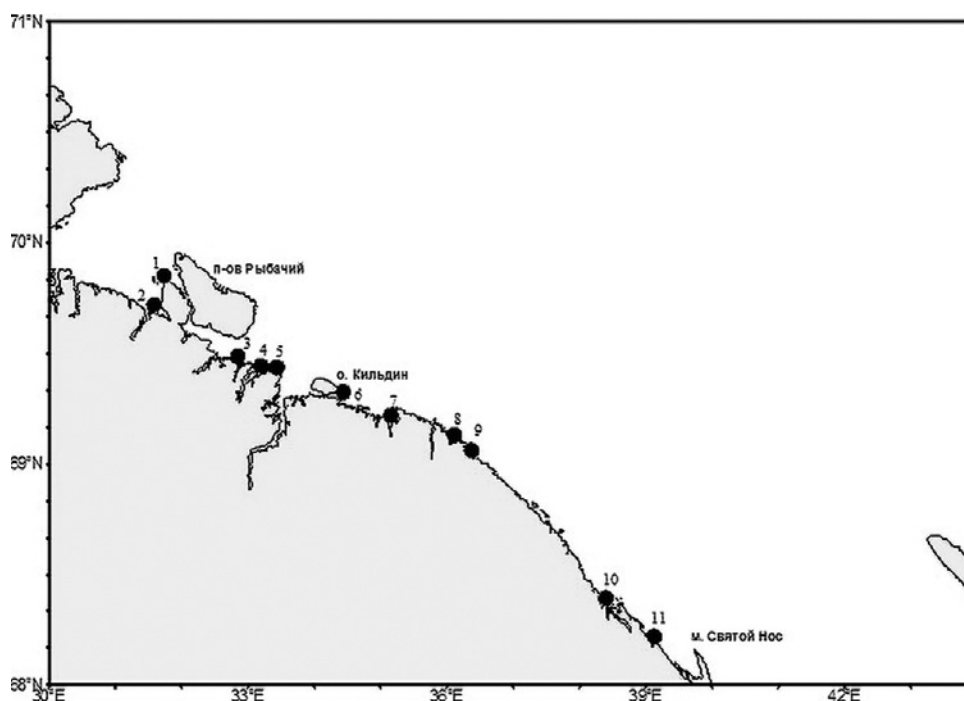 71°N
70°N
1
п-ов Рыбачий
2
3
4
5
о. Кильдин
6
7
8
9
69°N
10
11
м. Святой Нос
68°N
30°E
33°E
36°E
39°E
42°E